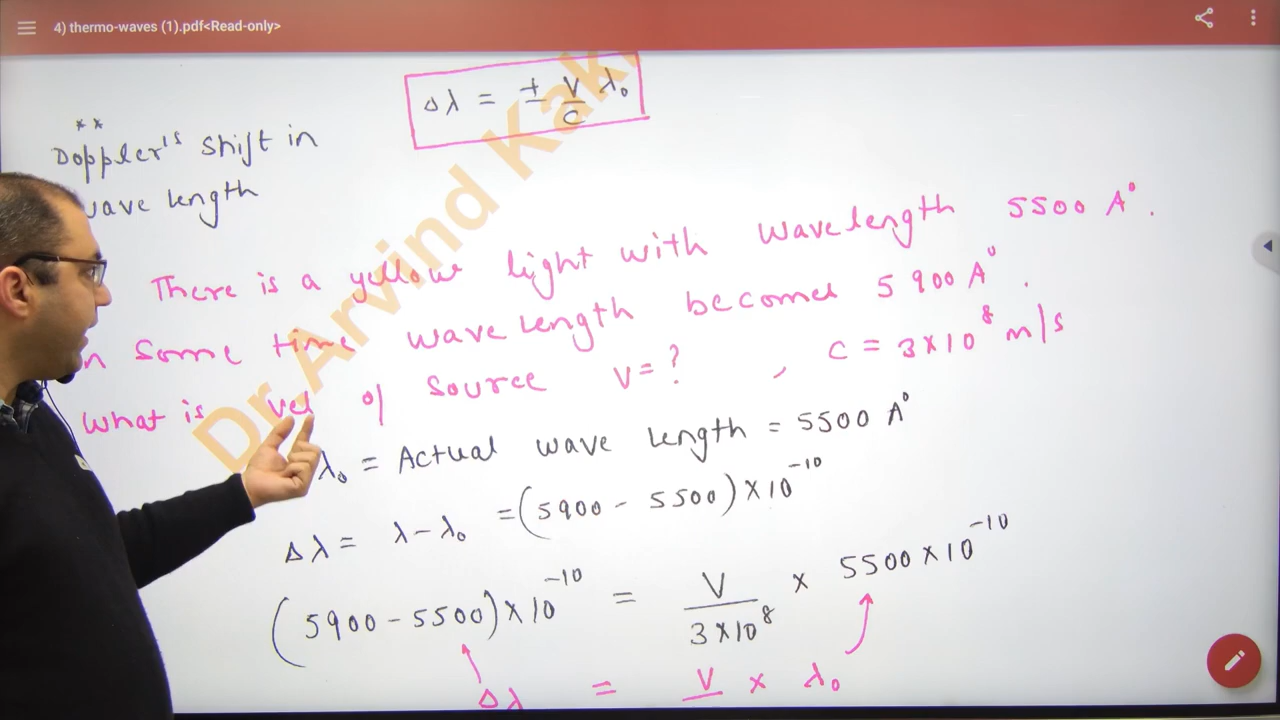 4) thermo-waves (1).pdf<Read-only>
Δλ = ± V/C λ₀
**
Doppler's shift in
wave length
There is a yellow light with wavelength 5500 A°.
n some time wavelength becomes 5900 A°.
What is vel of source V=? , C = 3×10⁸ m/s
λ₀ = Actual wave length = 5500 A°
Δλ = λ-λ₀ = (5900 - 5500) × 10⁻¹⁰
(5900 - 5500) × 10⁻¹⁰ = V/3×10⁸ × 5500 × 10⁻¹⁰
Δλ = V × λ₀
Dr. Arvind Kak